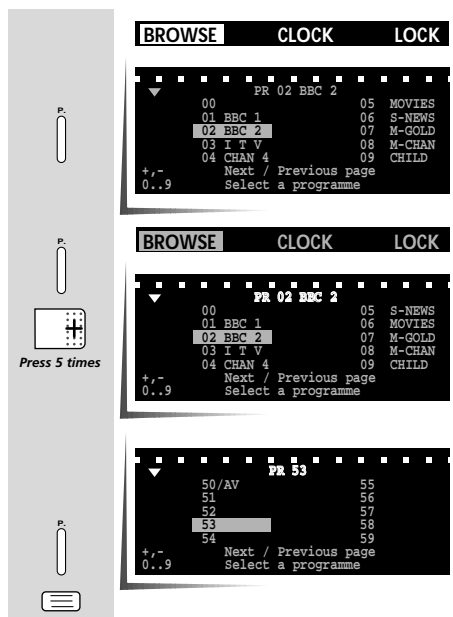 BROWSE CLOCK LOCK
P.
PR 02 BBC 2
00 05 MOVIES
01 BBC 1 06 S-NEWS
02 BBC 2 07 M-GOLD
03 I T V 08 M-CHAN
04 CHAN 4 09 CHILD
+,- Next / Previous page
0..9 Select a programme
BROWSE CLOCK LOCK
P.
+
Press 5 times
PR 02 BBC 2
00 05 S-NEWS
01 BBC 1 06 MOVIES
02 BBC 2 07 M-GOLD
03 I T V 08 M-CHAN
04 CHAN 4 09 CHILD
+,- Next / Previous page
0..9 Select a programme
PR 53
50/AV 55
51 56
52 57
53 58
54 59
+,- Next / Previous page
0..9 Select a programme
P.